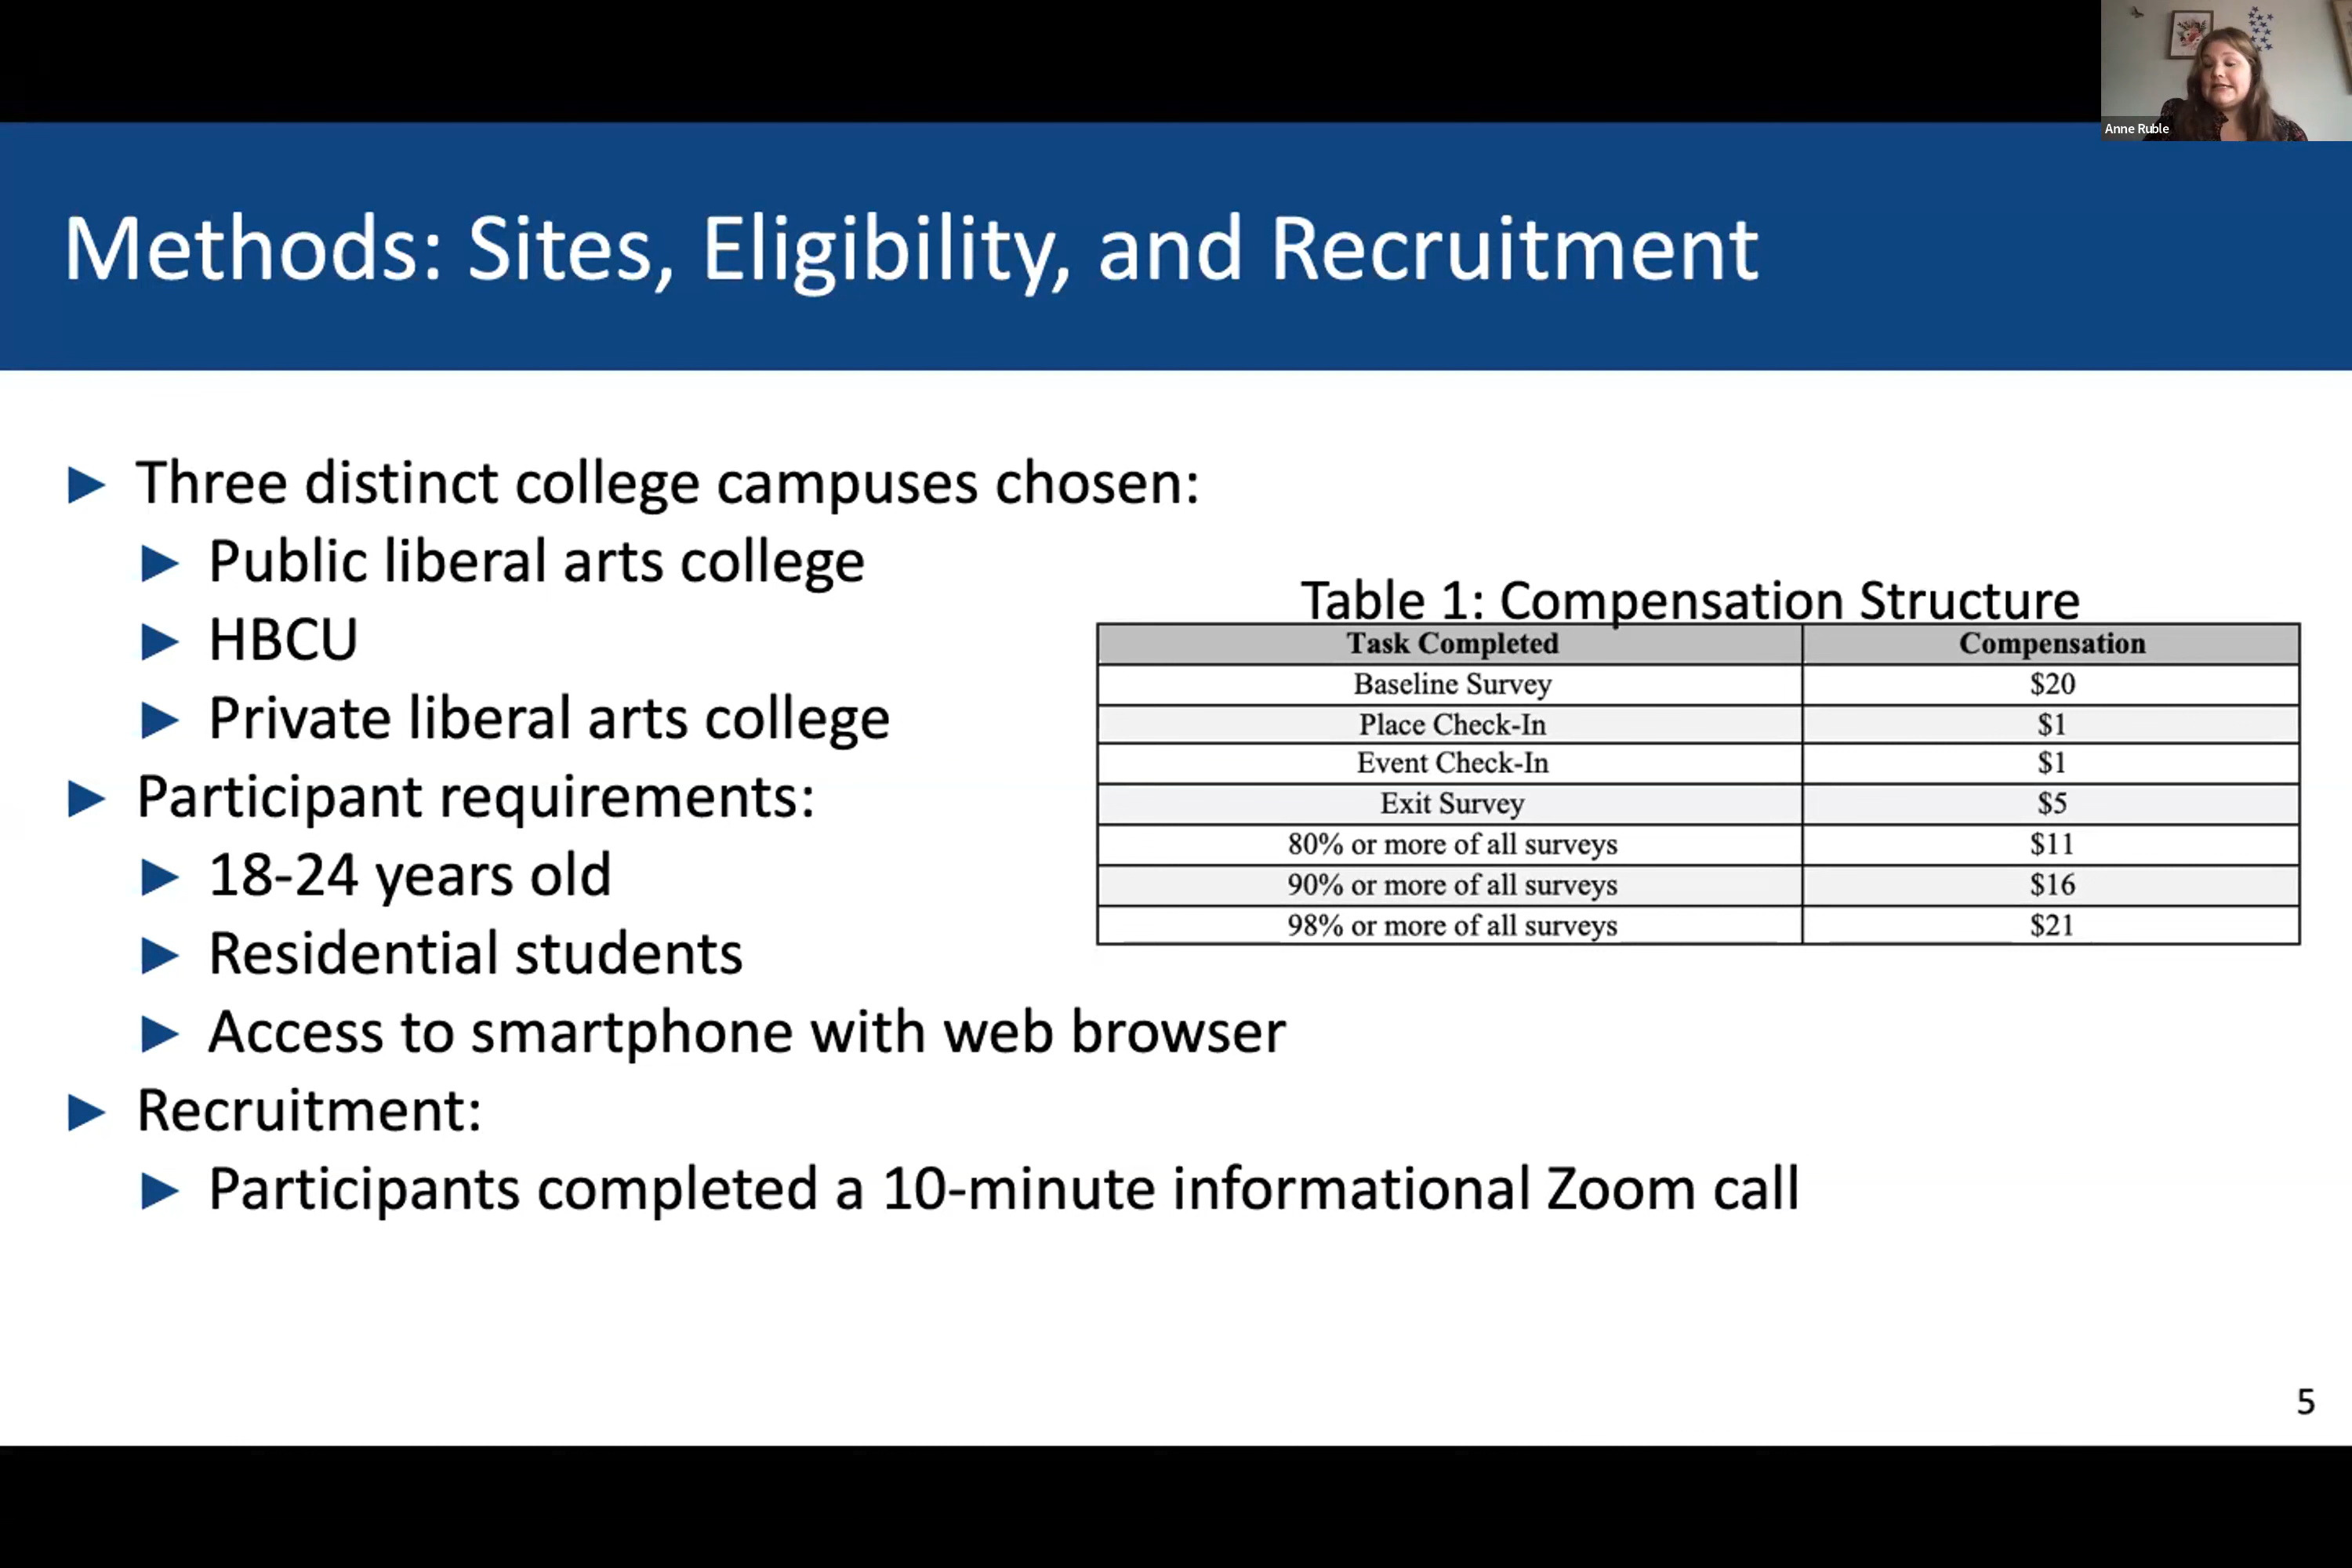 Anne Ruble
Methods: Sites, Eligibility, and Recruitment
Three distinct college campuses chosen:
Public liberal arts college
HBCU
Private liberal arts college
Participant requirements:
18-24 years old
Residential students
Access to smartphone with web browser
Recruitment:
Participants completed a 10-minute informational Zoom call
Table 1: Compensation Structure
Task Completed Compensation
Baseline Survey $20
Place Check-In $1
Event Check-In $1
Exit Survey $5
80% or more of all surveys $11
90% or more of all surveys $16
98% or more of all surveys $21
5